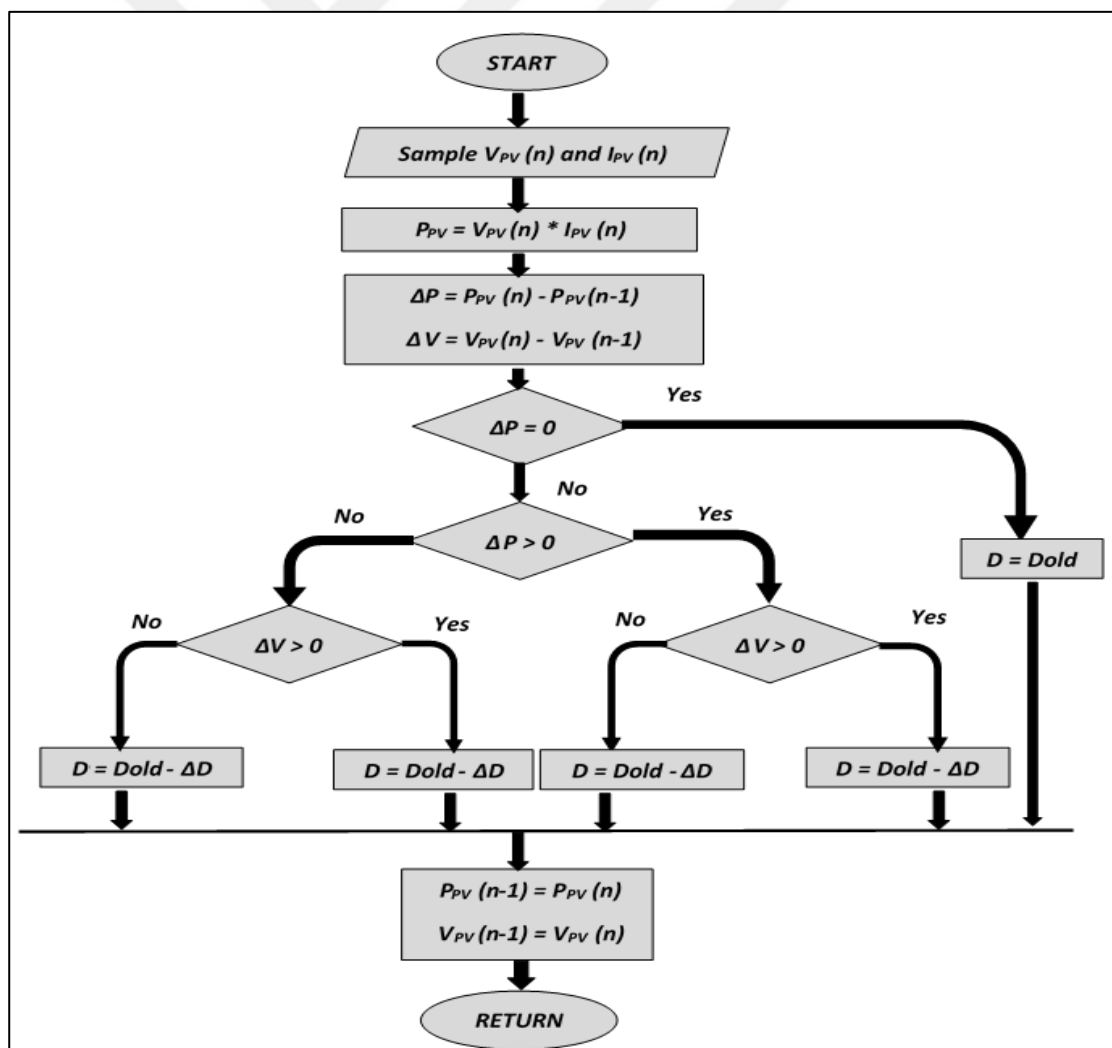 START
Sample VPV (n) and IPV (n)
PPV = VPV (n) * IPV (n)
ΔP = PPV (n) - PPV (n-1)
ΔV = VPV (n) - VPV (n-1)
Yes
ΔP = 0
No
No
Yes
ΔP > 0
D = Dold
No
Yes
No
Yes
ΔV > 0
ΔV > 0
D = Dold - ΔD
D = Dold - ΔD
D = Dold - ΔD
D = Dold - ΔD
PPV (n-1) = PPV (n)
VPV (n-1) = VPV (n)
RETURN